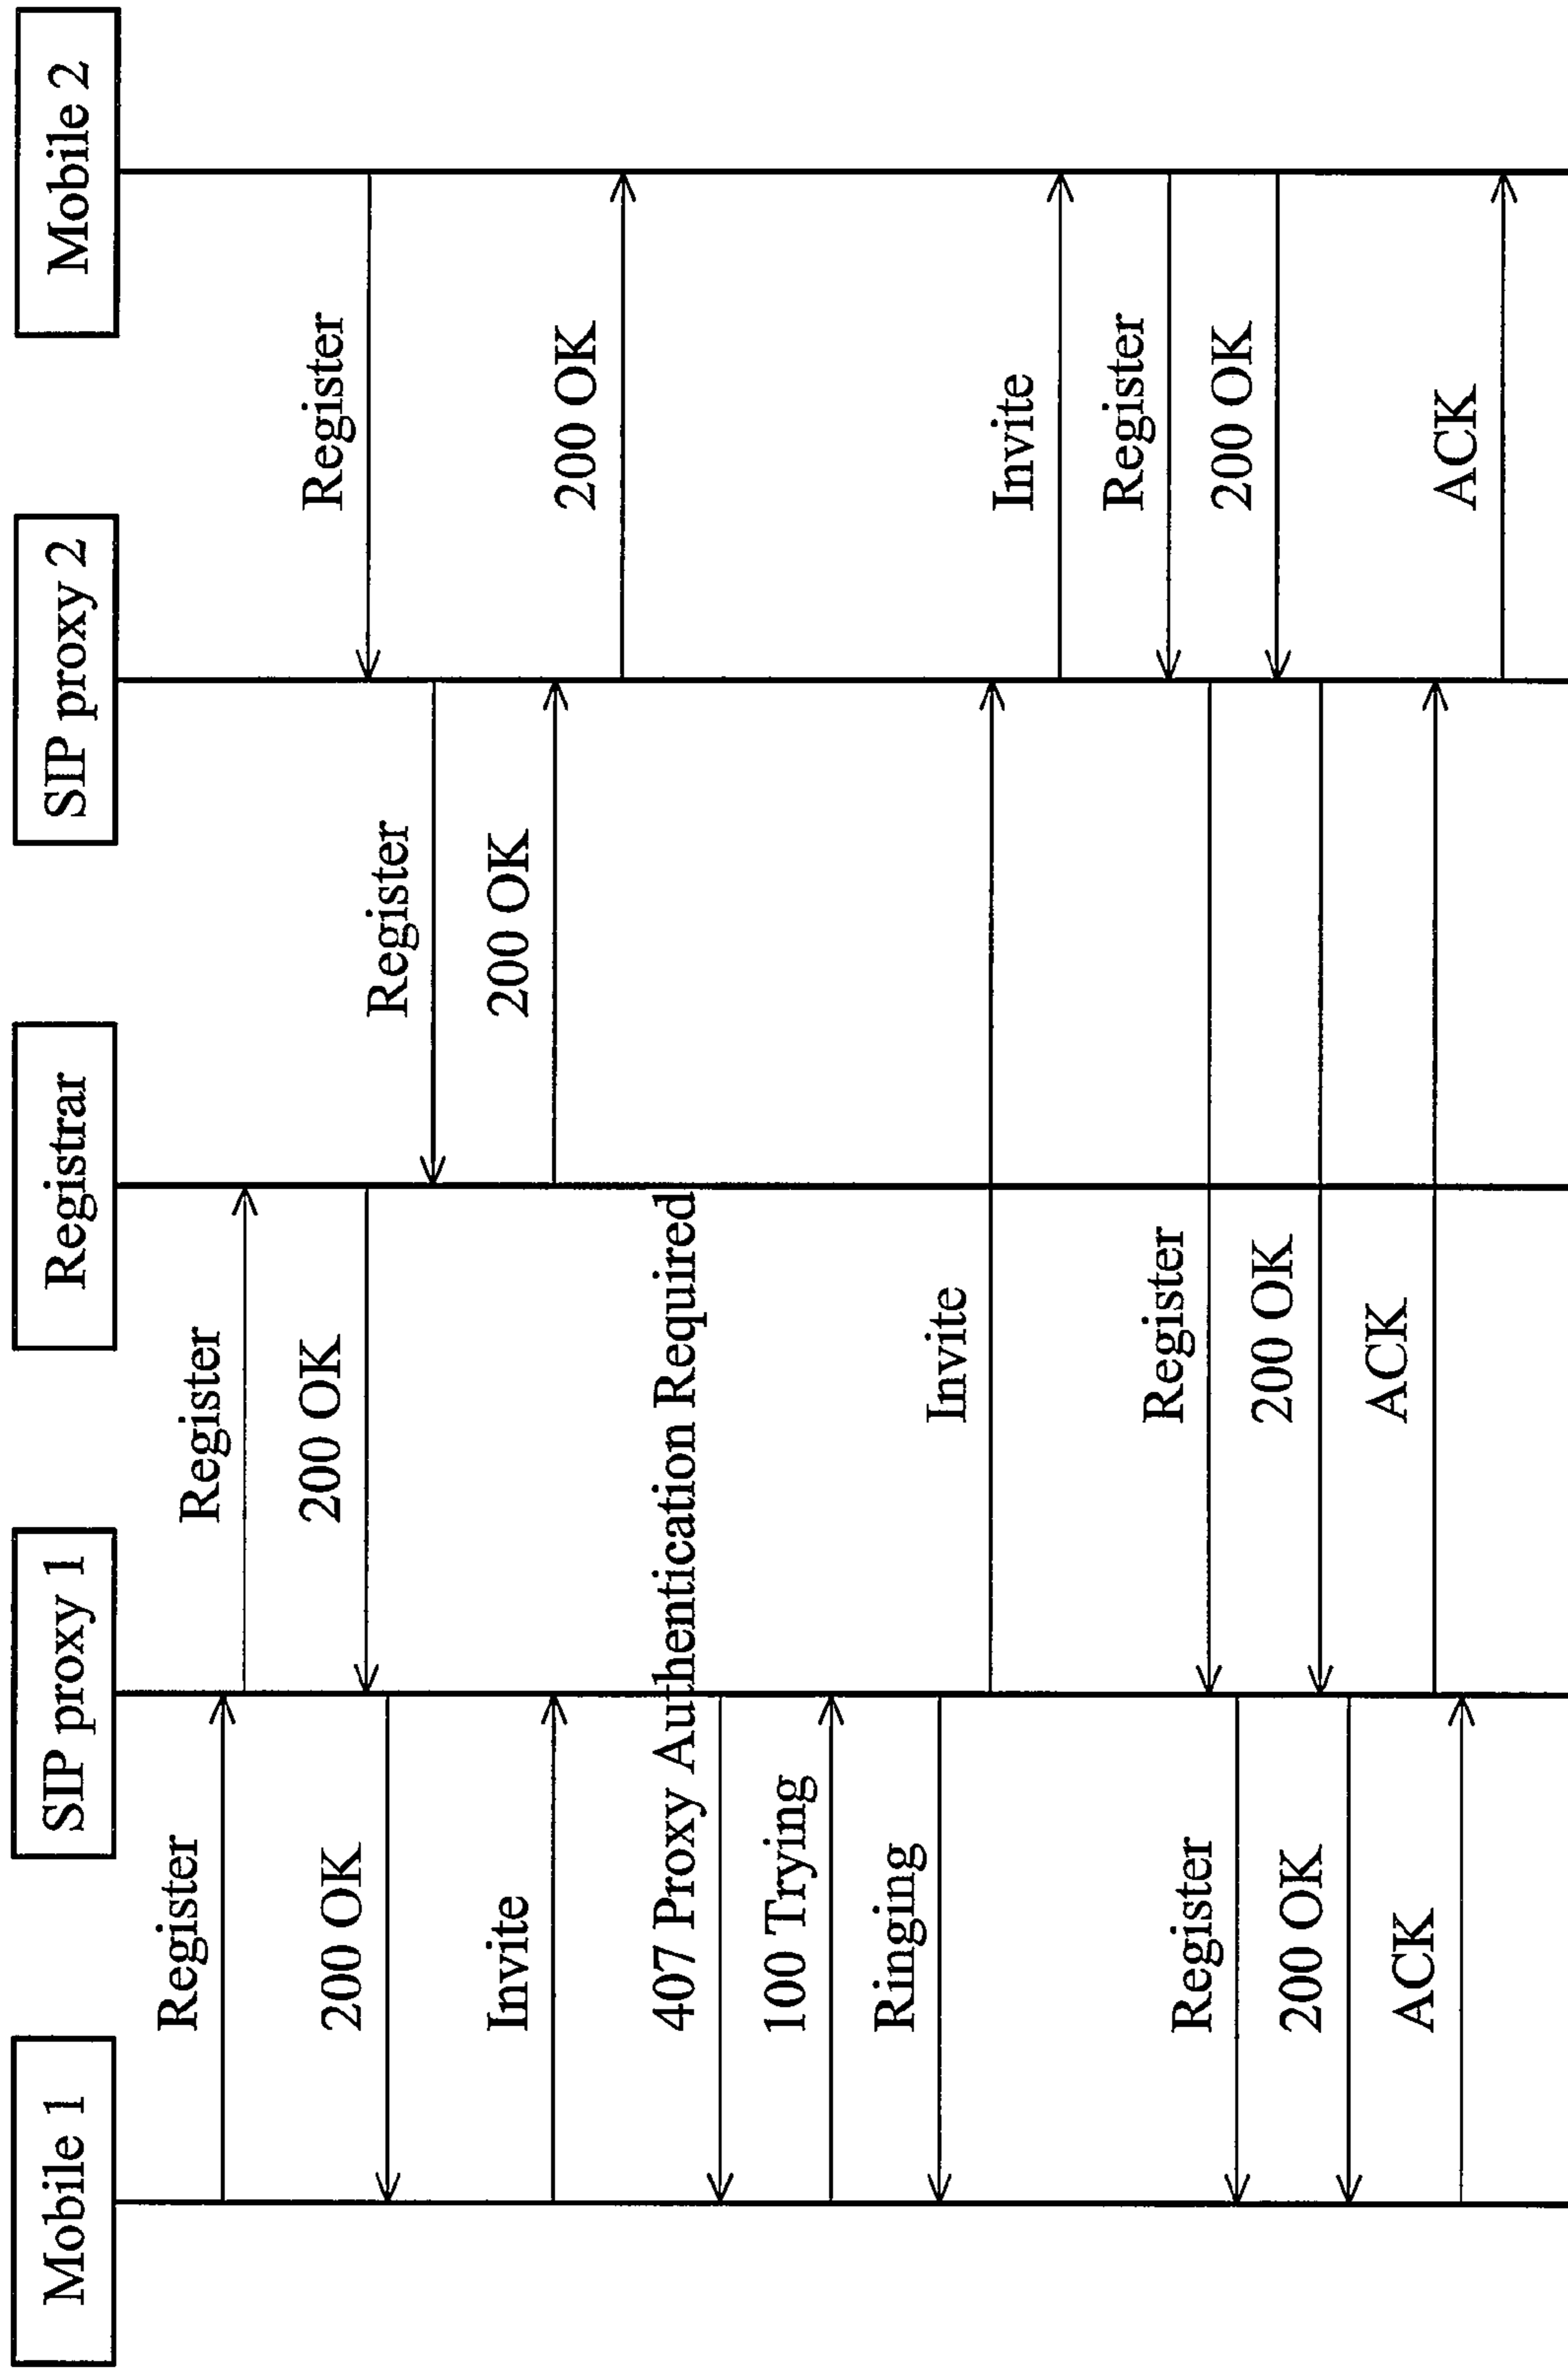 Mobile 1
SIP proxy 1
Registrar
SIP proxy 2
Mobile 2
Register
Register
200 OK
Register
200 OK
Register
Invite
200 OK
200 OK
407 Proxy Authentication Required
100 Trying
Ringing
Invite
Invite
Register
Register
Register
200 OK
200 OK
200 OK
ACK
ACK
ACK